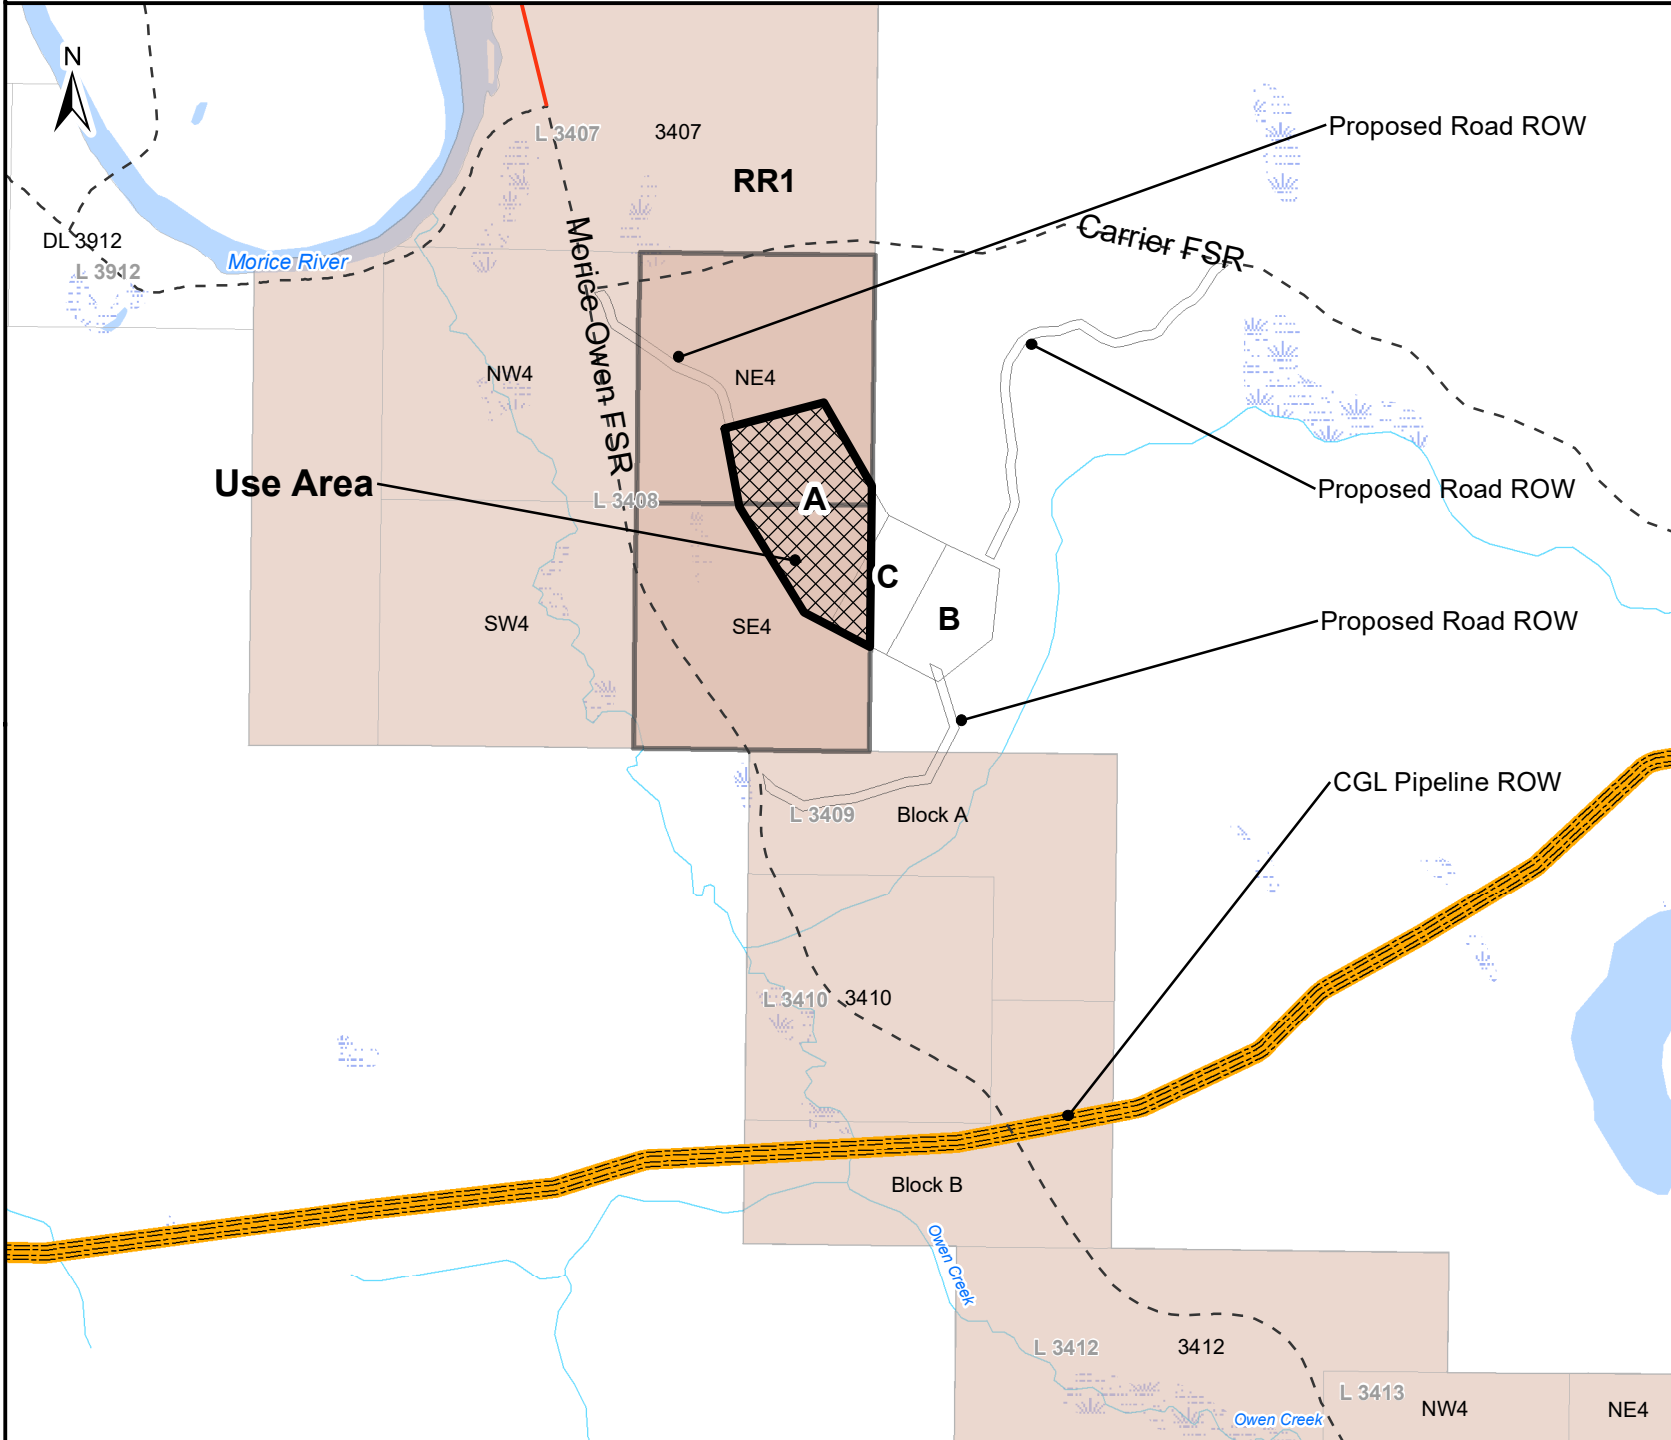 N
L 3407
3407
Proposed Road ROW
RR1
DL 3912
L 3912
Morice River
Morice-Owen FSR
Carrier FSR
NW4
NE4
Use Area
L 3408
A
Proposed Road ROW
C
B
SW4
SE4
Proposed Road ROW
CGL Pipeline ROW
L 3409
Block A
L 3410
3410
Block B
Owen Creek
L 3412
3412
L 3413
NW4
NE4
Owen Creek